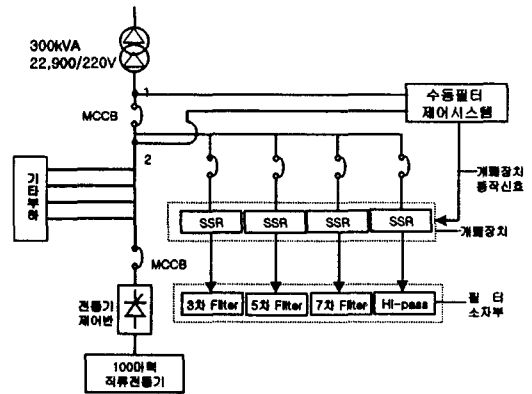 300kVA
22,900/220V
1
MCCB
2
수동필터
제어시스템
개폐장치
동작신호
기타부하
SSR
SSR
SSR
SSR
개폐장치
MCCB
전동기
제어반
3차 Filter
5차 Filter
7차 Filter
Hi-pass
필 터
소자부
100마력
직류전동기